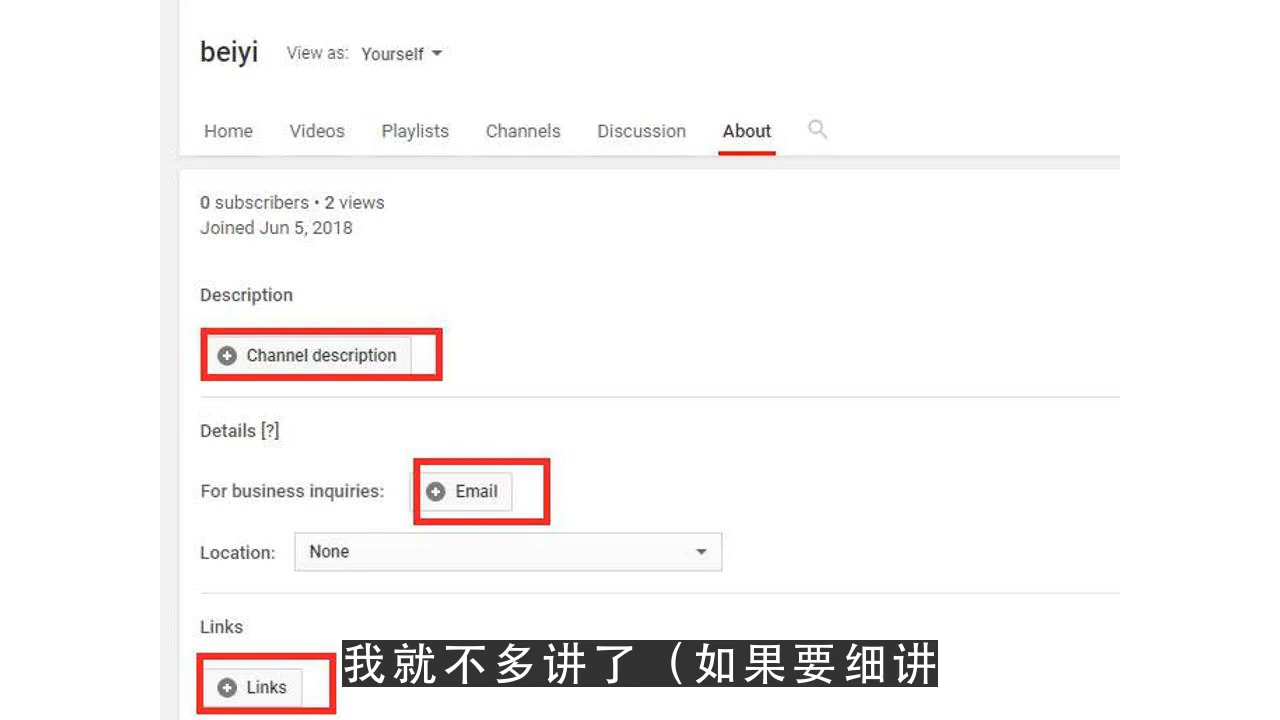 beiyi View as: Yourself
Home Videos Playlists Channels Discussion About
0 subscribers • 2 views
Joined Jun 5, 2018
Description
Channel description
Details [?]
For business inquiries: Email
Location: None
Links
Links
我就不多讲了（如果要细讲